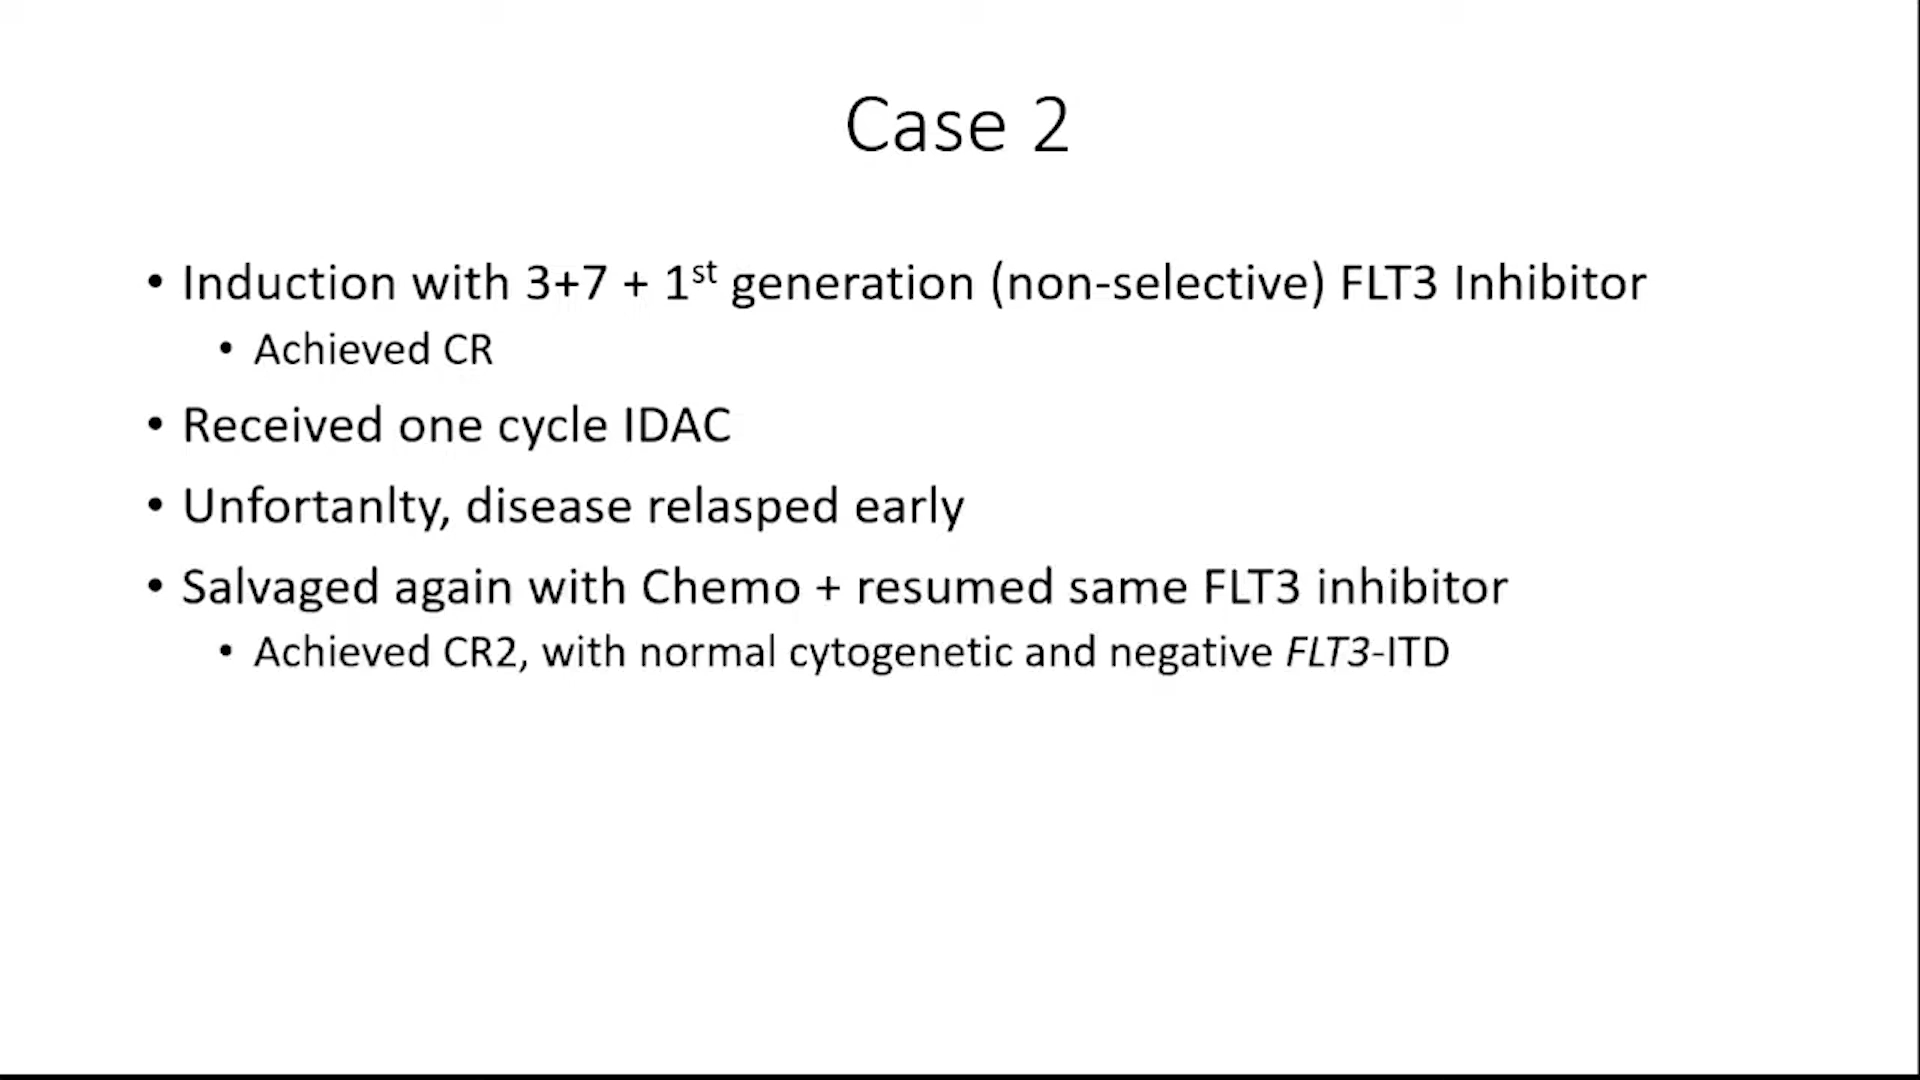 Case 2
• Induction with 3+7 + 1st generation (non-selective) FLT3 Inhibitor
• Achieved CR
• Received one cycle IDAC
• Unfortanlty, disease relasped early
• Salvaged again with Chemo + resumed same FLT3 inhibitor
• Achieved CR2, with normal cytogenetic and negative FLT3-ITD